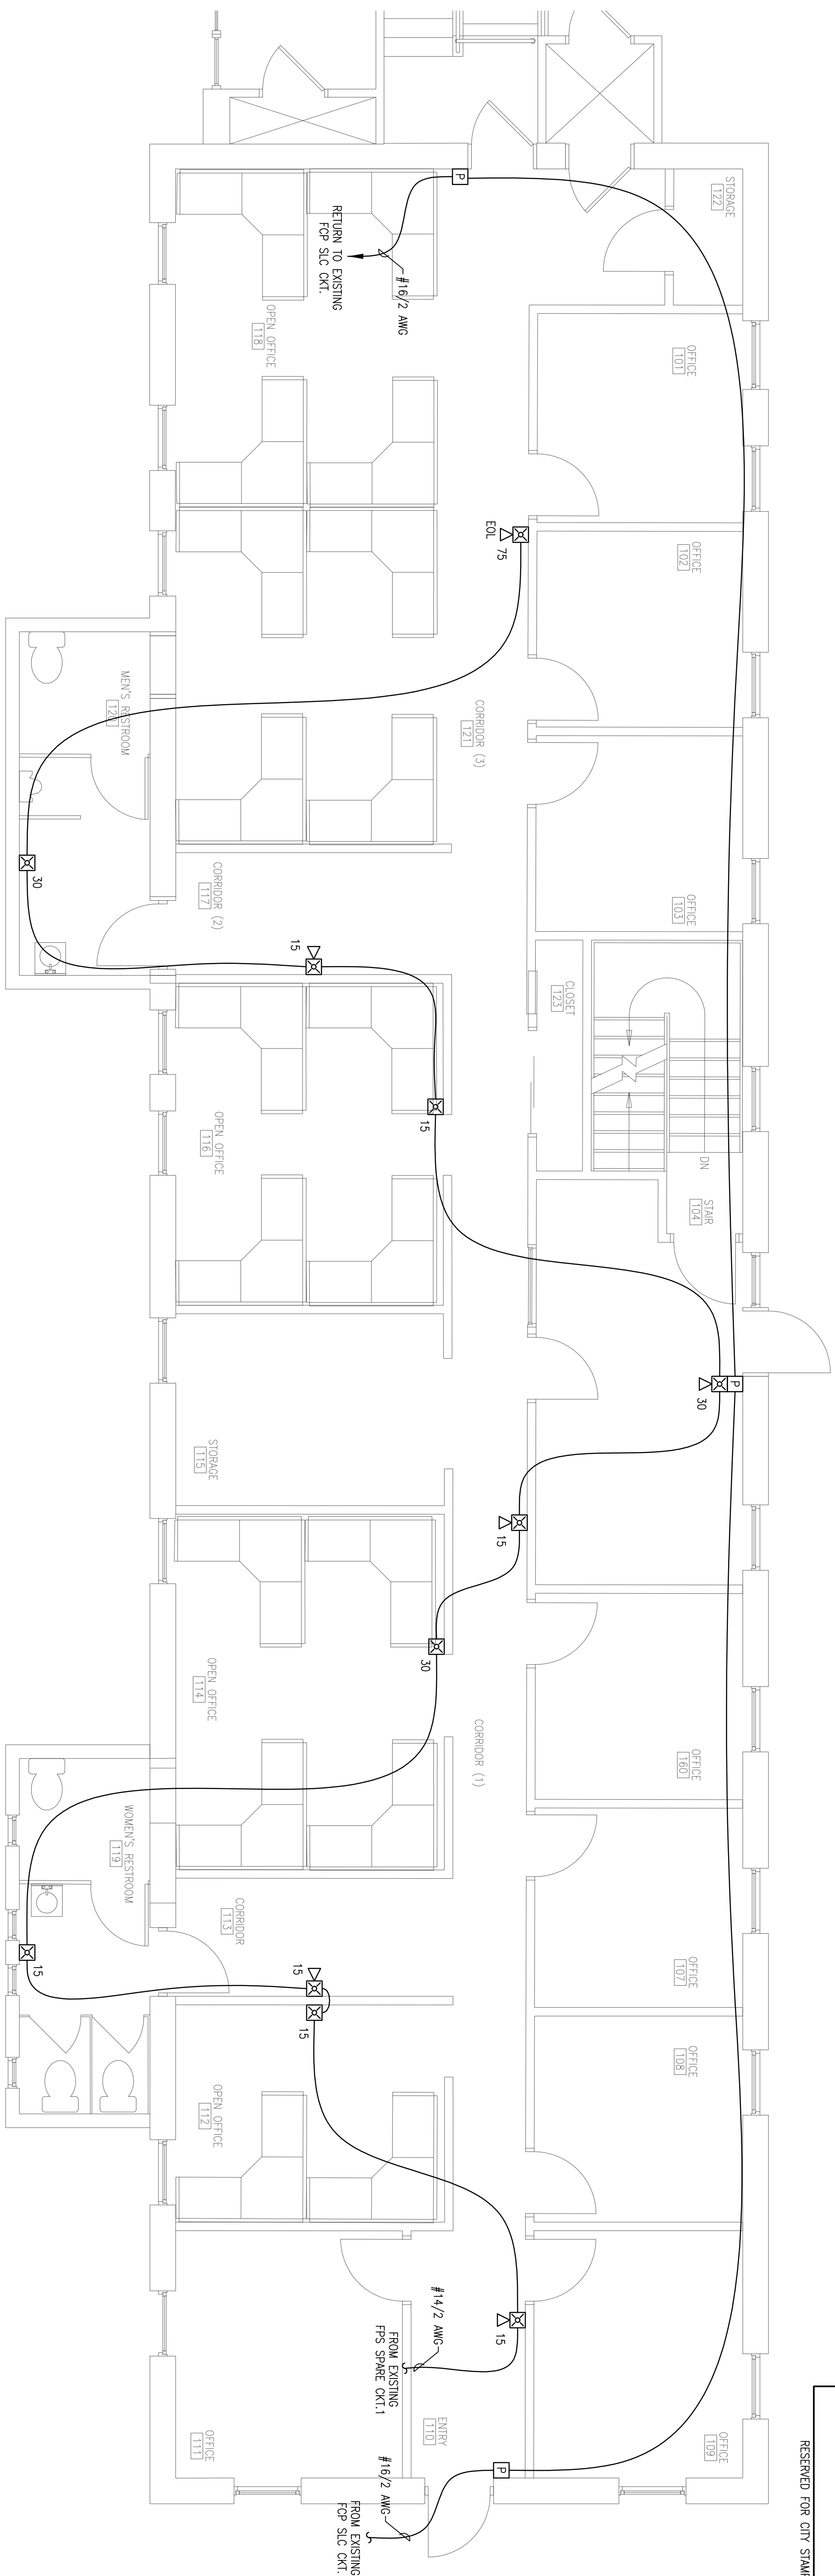 STORAGE
122
OFFICE
101
RETURN TO EXISTING
FCP SLC CKT.
#16/2 AWG
P
OPEN OFFICE
118
OFFICE
102
75
EOL
MEN'S RESTROOM
CORRIDOR (3)
121
OFFICE
103
30
CORRIDOR (2)
117
15
CLOSET
123
15
OPEN OFFICE
116
DN
STAIR
104
P
30
STORAGE
115
15
30
OPEN OFFICE
114
CORRIDOR (1)
OFFICE
160
WOMEN'S RESTROOM
119
CORRIDOR
113
15
15
15
OFFICE
107
OFFICE
108
OPEN OFFICE
112
15
#14/2 AWG
FROM EXISTING
FPS SPARE CKT.1
ENTRY
110
OFFICE
111
OFFICE
109
P
#16/2 AWG
FROM EXISTING
FCP SLC CKT.
RESERVED FOR CITY STAMP